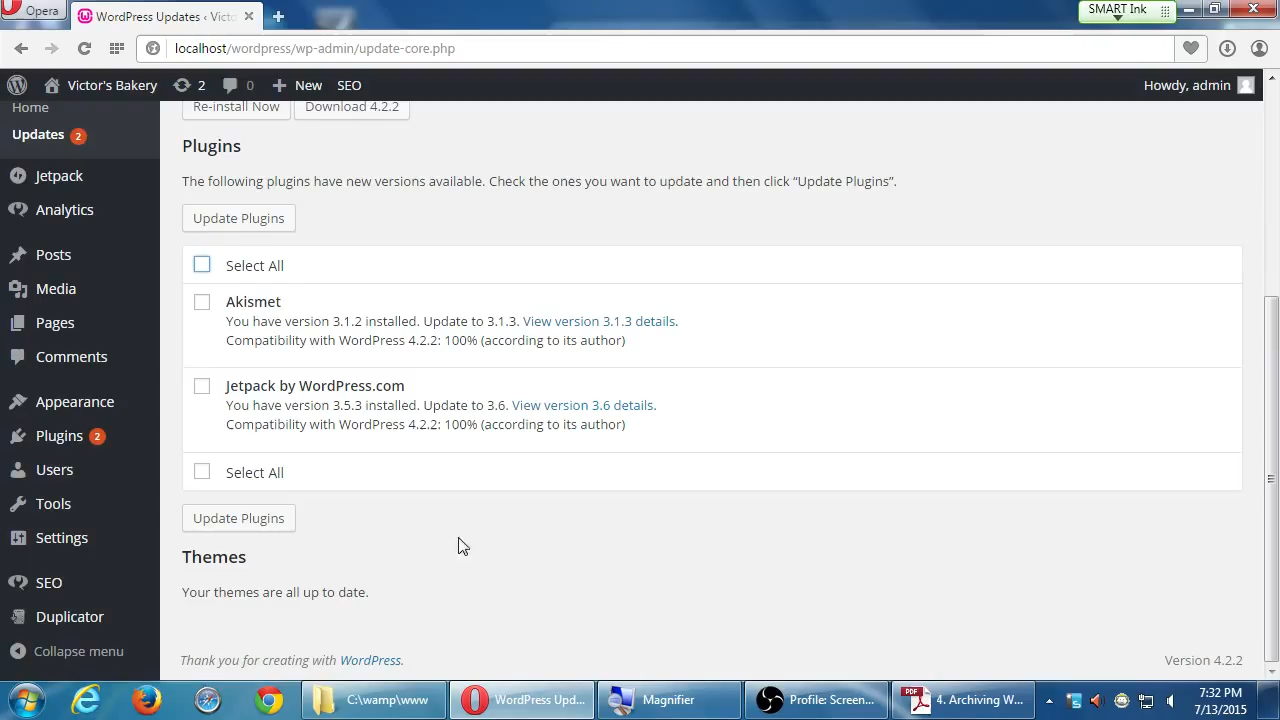 Opera
WordPress Updates ‹ Victo
SMART Ink
localhost/wordpress/wp-admin/update-core.php
Victor's Bakery
2
0
New
SEO
Howdy, admin
Home
Updates 2
Jetpack
Analytics
Posts
Media
Pages
Comments
Appearance
Plugins 2
Users
Tools
Settings
SEO
Duplicator
Collapse menu
Re-install Now
Download 4.2.2
Plugins
The following plugins have new versions available. Check the ones you want to update and then click “Update Plugins”.
Update Plugins
Select All
Akismet
You have version 3.1.2 installed. Update to 3.1.3. View version 3.1.3 details.
Compatibility with WordPress 4.2.2: 100% (according to its author)
Jetpack by WordPress.com
You have version 3.5.3 installed. Update to 3.6. View version 3.6 details.
Compatibility with WordPress 4.2.2: 100% (according to its author)
Select All
Update Plugins
Themes
Your themes are all up to date.
Thank you for creating with WordPress.
Version 4.2.2
C:\wamp\www
WordPress Upd...
Magnifier
Profile: Screen...
PDF
4. Archiving W...
7:32 PM
7/13/2015